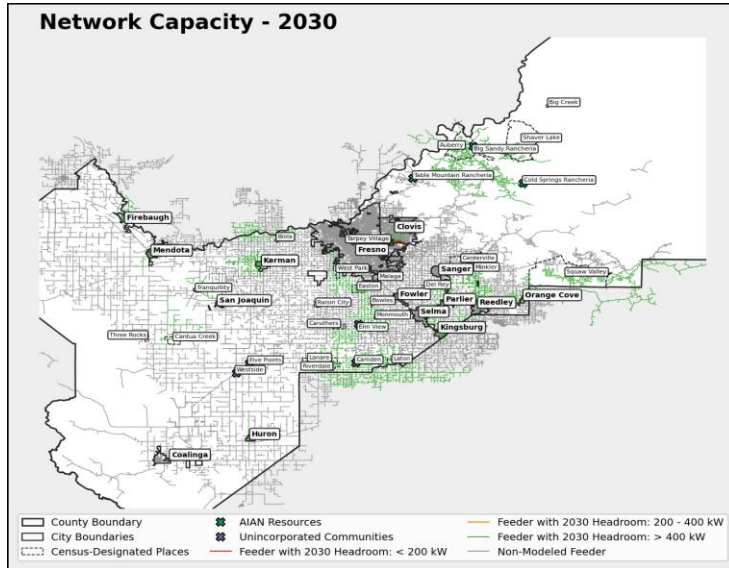 Network Capacity - 2030
Big Creek
Shaver Lake
Auberry
Big Sandy Rancheria
Table Mountain Rancheria
Cold Springs Rancheria
Firebaugh
Clovis
Biola
Tarpey Village
Mendota
Fresno
Centerville
Kerman
West Park
Sanger
Minkler
Squaw Valley
Malaga
Tranquillity
Easton
Del Rey
Fowler
Orange Cove
San Joaquin
Raisin City
Bowles
Parlier
Reedley
Monmouth
Selma
Caruthers
Elm View
Kingsburg
Three Rocks
Cantua Creek
Five Points
Lanare
Camden
Laton
Westside
Riverdale
Huron
Coalinga
County Boundary
City Boundaries
Census-Designated Places
AIAN Resources
Unincorporated Communities
Feeder with 2030 Headroom: < 200 kW
Feeder with 2030 Headroom: 200 - 400 kW
Feeder with 2030 Headroom: > 400 kW
Non-Modeled Feeder